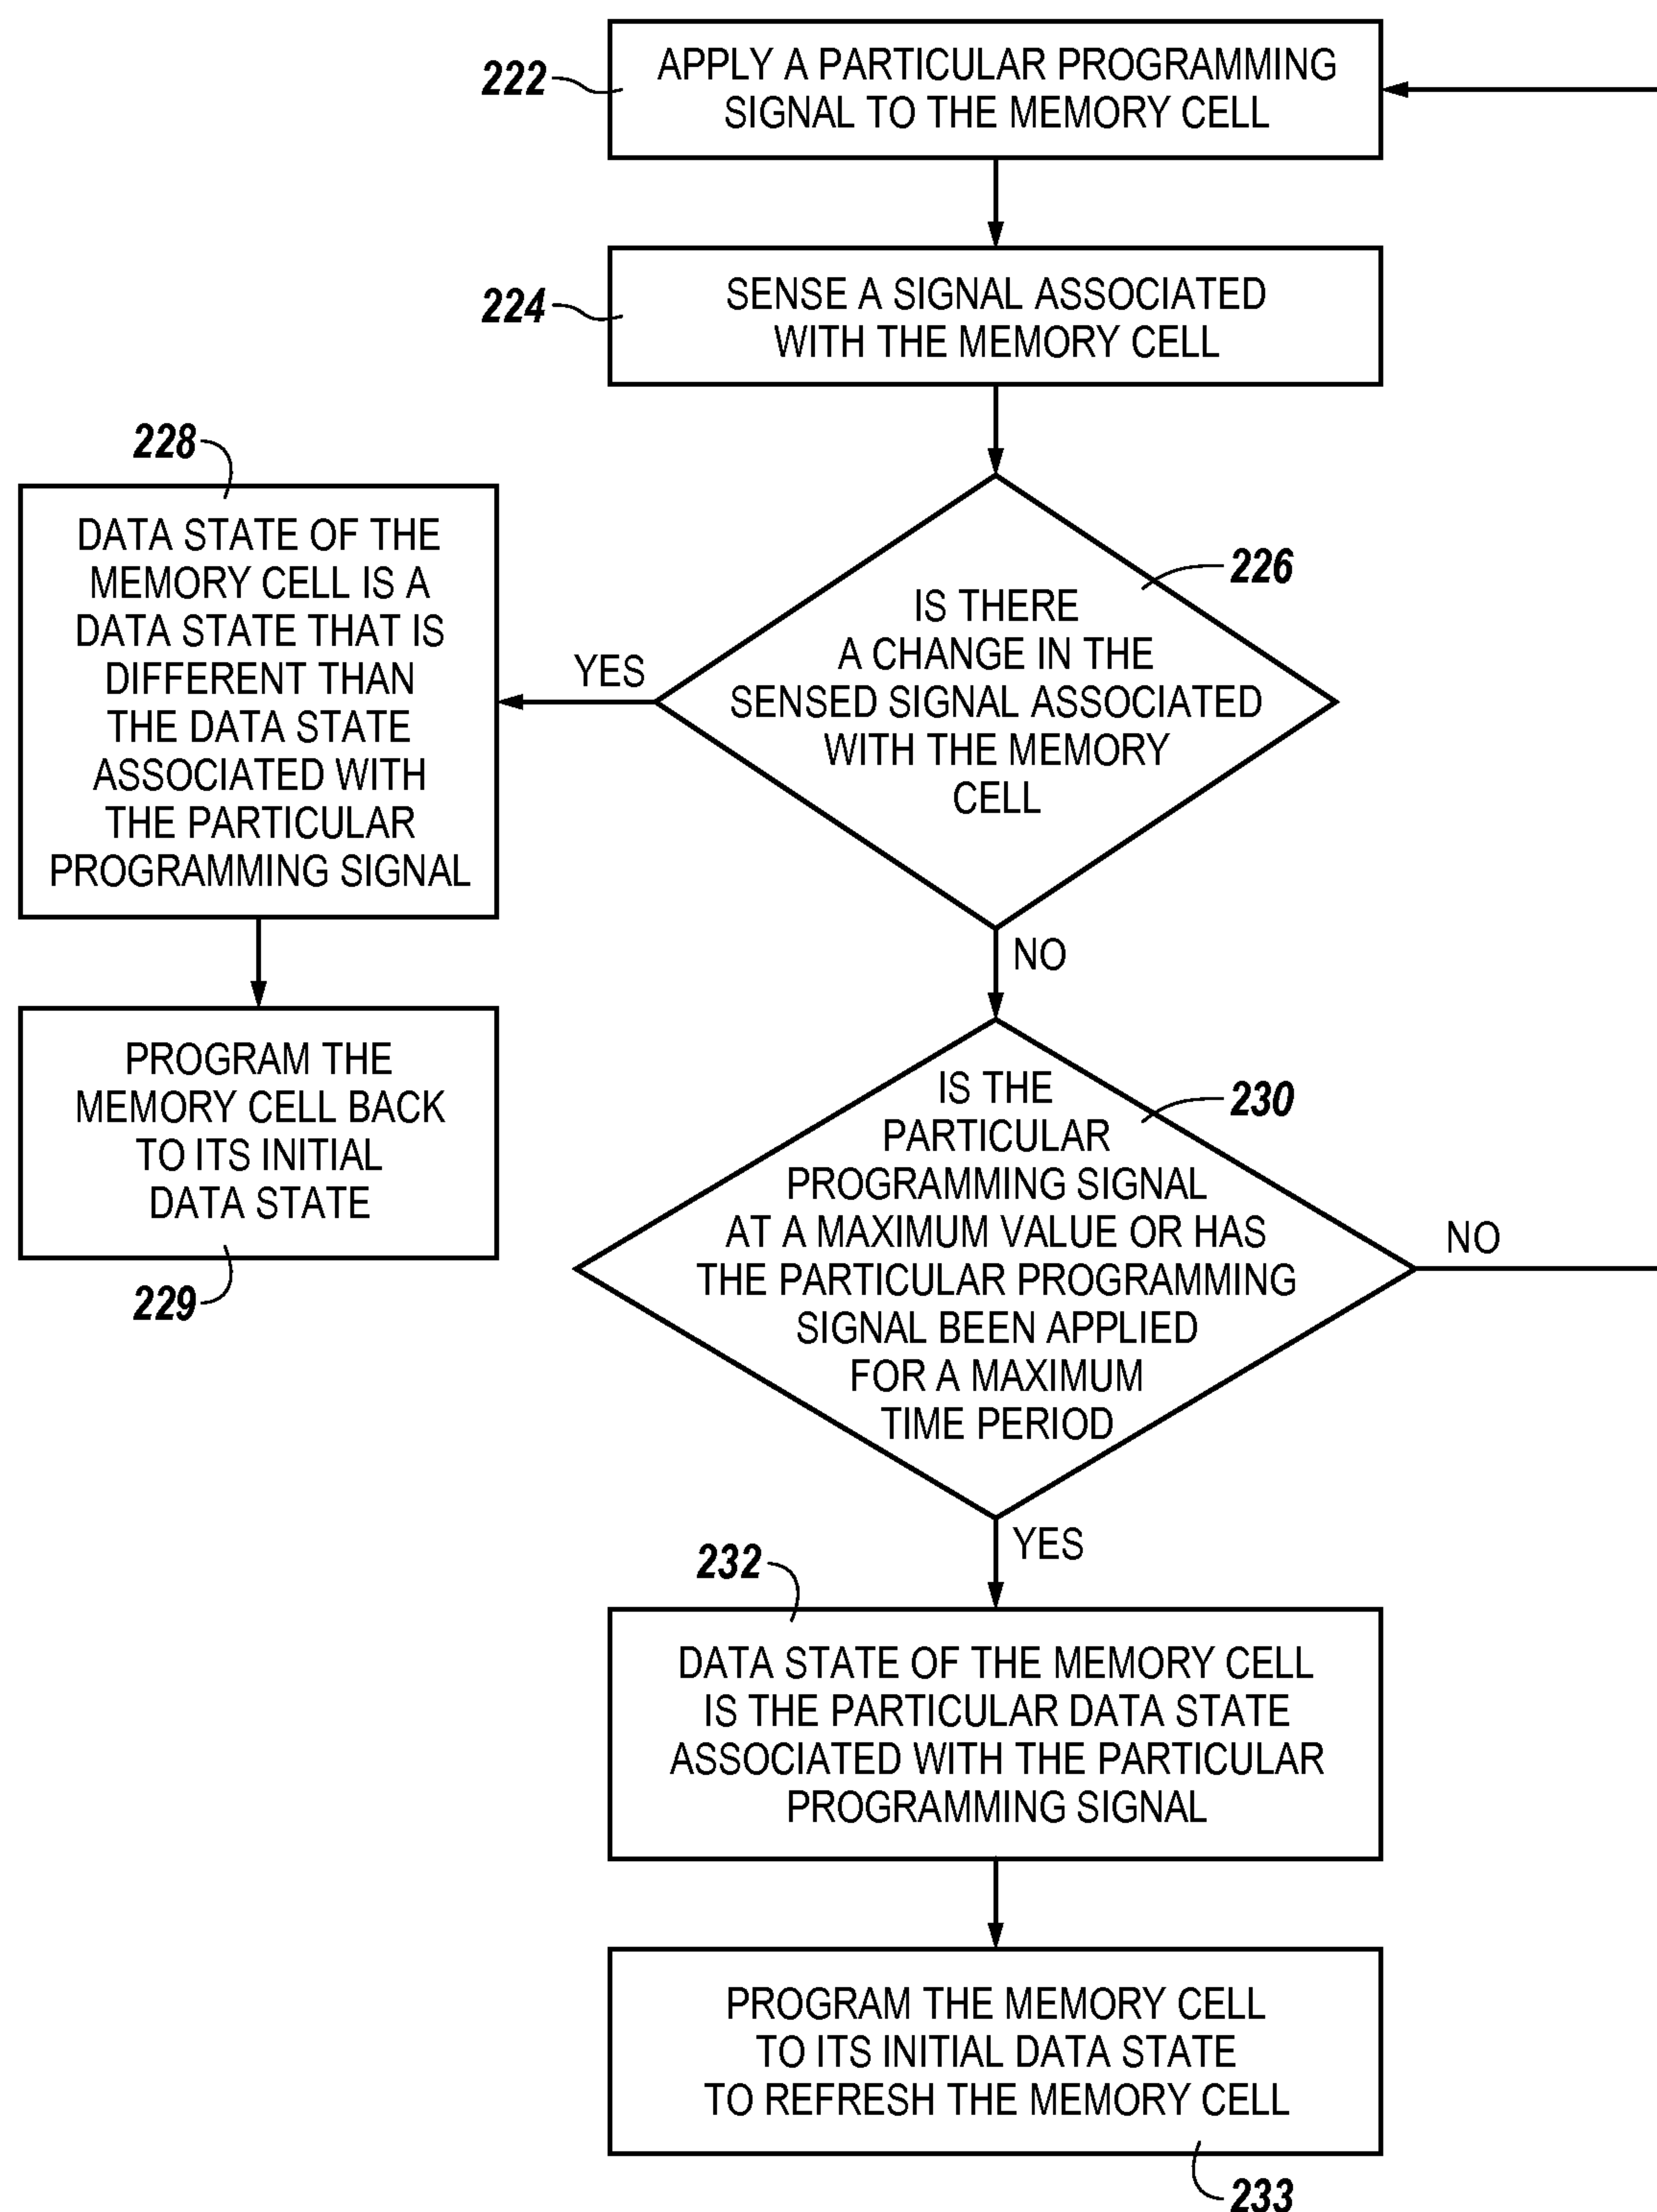 222
APPLY A PARTICULAR PROGRAMMING
SIGNAL TO THE MEMORY CELL
224
SENSE A SIGNAL ASSOCIATED
WITH THE MEMORY CELL
226
IS THERE
A CHANGE IN THE
SENSED SIGNAL ASSOCIATED
WITH THE MEMORY
CELL
YES
228
DATA STATE OF THE
MEMORY CELL IS A
DATA STATE THAT IS
DIFFERENT THAN
THE DATA STATE
ASSOCIATED WITH
THE PARTICULAR
PROGRAMMING SIGNAL
PROGRAM THE
MEMORY CELL BACK
TO ITS INITIAL
DATA STATE
229
NO
230
IS THE
PARTICULAR
PROGRAMMING SIGNAL
AT A MAXIMUM VALUE OR HAS
THE PARTICULAR PROGRAMMING
SIGNAL BEEN APPLIED
FOR A MAXIMUM
TIME PERIOD
NO
YES
232
DATA STATE OF THE MEMORY CELL
IS THE PARTICULAR DATA STATE
ASSOCIATED WITH THE PARTICULAR
PROGRAMMING SIGNAL
PROGRAM THE MEMORY CELL
TO ITS INITIAL DATA STATE
TO REFRESH THE MEMORY CELL
233